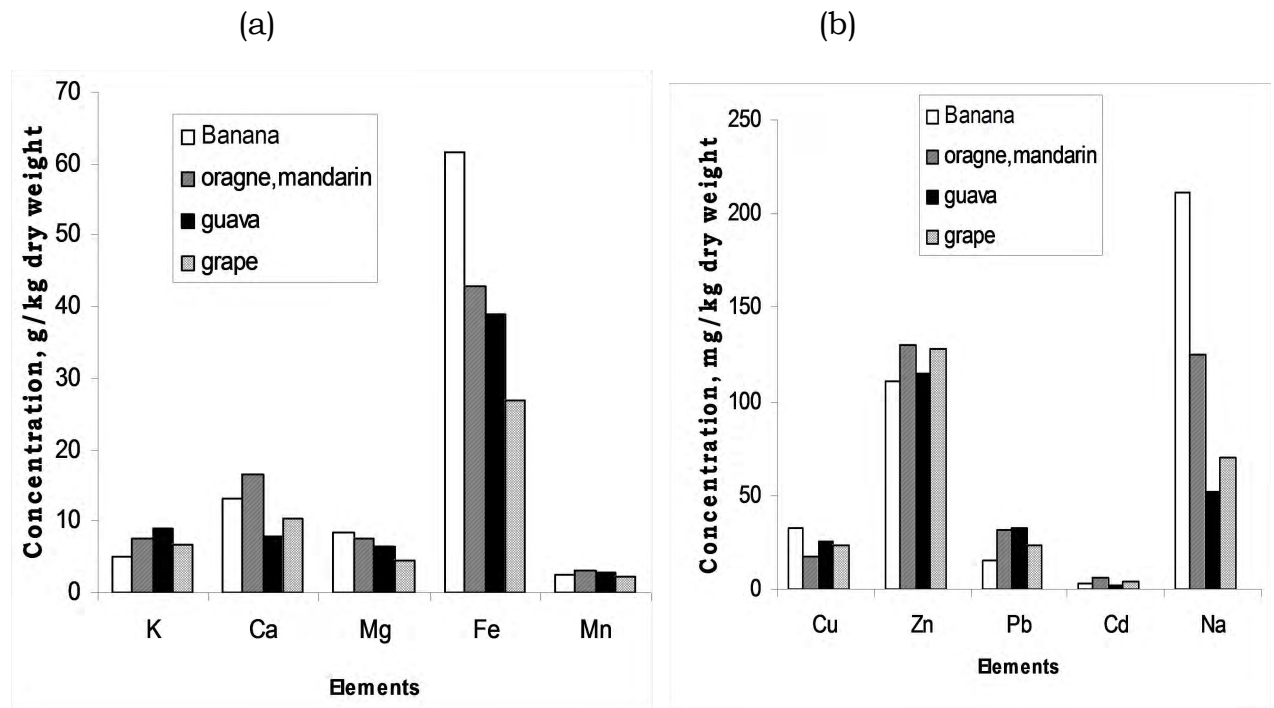 (a)
(b)
Concentration, g/kg dry weight
70
60
50
40
30
20
10
0
Banana
oragne,mandarin
guava
grape
K Ca Mg Fe Mn
Elements
Concentration, mg/kg dry weight
250
200
150
100
50
0
Banana
oragne,mandarin
guava
grape
Cu Zn Pb Cd Na
Elements